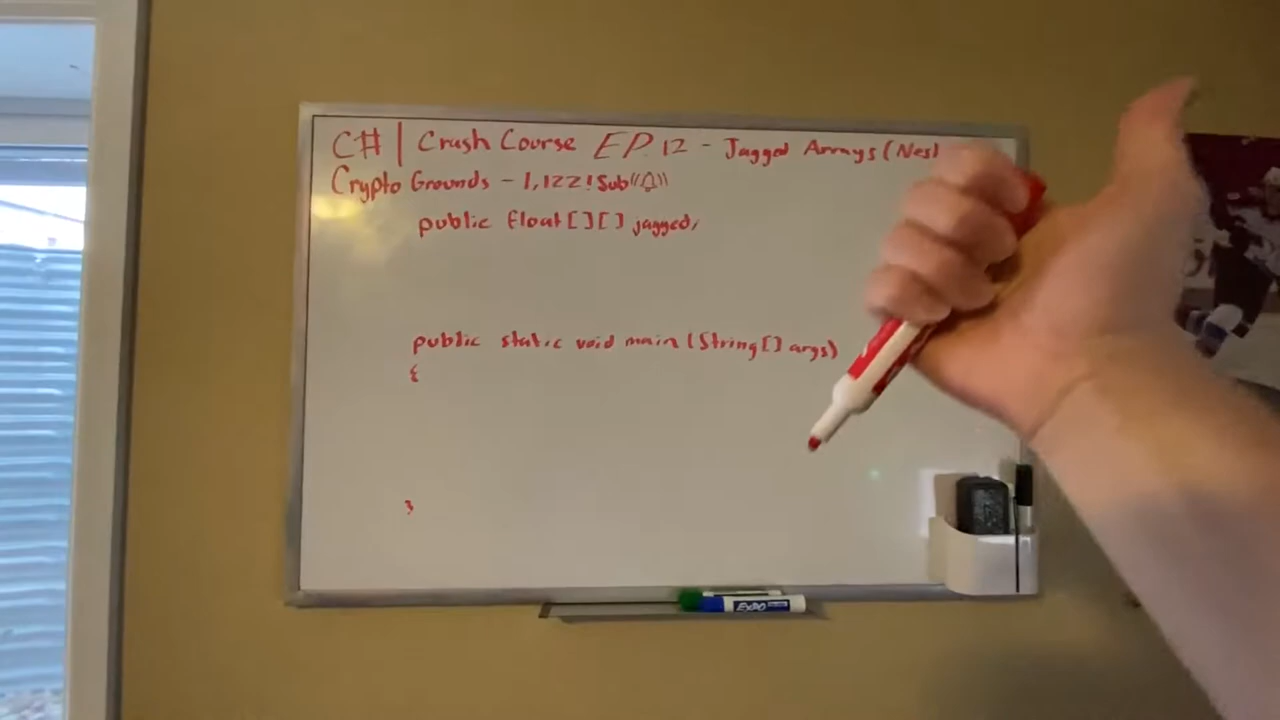 C# | Crash Course EP. 12 - Jagged Arrays (Nes
Crypto Grounds - 1,122! Sub
public float[][] jagged;
public static void main (String[] args)
{
}
EXPO